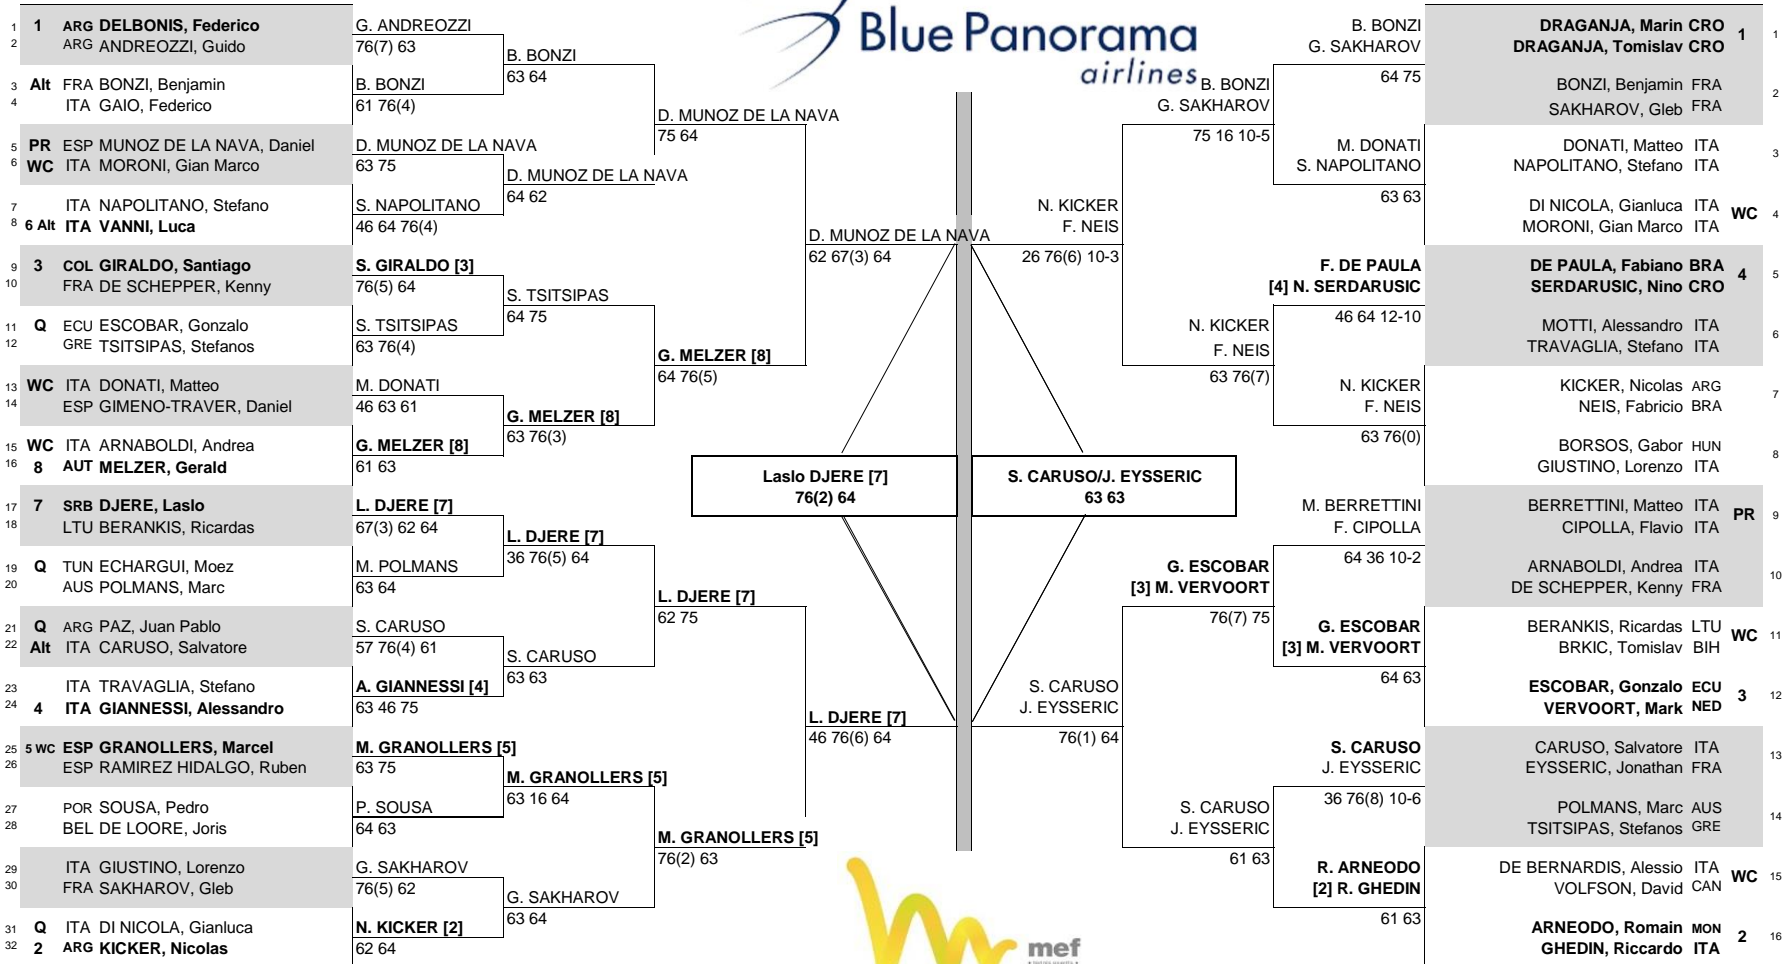 Blue Panorama
airlines
1 1 ARG DELBONIS, Federico
2 ARG ANDREOZZI, Guido
3 Alt FRA BONZI, Benjamin
4 ITA GAIO, Federico
5 PR ESP MUNOZ DE LA NAVA, Daniel
6 WC ITA MORONI, Gian Marco
7 ITA NAPOLITANO, Stefano
8 6 Alt ITA VANNI, Luca
9 3 COL GIRALDO, Santiago
10 FRA DE SCHEPPER, Kenny
11 Q ECU ESCOBAR, Gonzalo
12 GRE TSITSIPAS, Stefanos
13 WC ITA DONATI, Matteo
14 ESP GIMENO-TRAVER, Daniel
15 WC ITA ARNABOLDI, Andrea
16 8 AUT MELZER, Gerald
17 7 SRB DJERE, Laslo
18 LTU BERANKIS, Ricardas
19 Q TUN ECHARGUI, Moez
20 AUS POLMANS, Marc
21 Q ARG PAZ, Juan Pablo
22 Alt ITA CARUSO, Salvatore
23 ITA TRAVAGLIA, Stefano
24 4 ITA GIANNESSI, Alessandro
25 5 WC ESP GRANOLLERS, Marcel
26 ESP RAMIREZ HIDALGO, Ruben
27 POR SOUSA, Pedro
28 BEL DE LOORE, Joris
29 ITA GIUSTINO, Lorenzo
30 FRA SAKHAROV, Gleb
31 Q ITA DI NICOLA, Gianluca
32 2 ARG KICKER, Nicolas
G. ANDREOZZI
76(7) 63
B. BONZI
61 76(4)
D. MUNOZ DE LA NAVA
63 75
S. NAPOLITANO
46 64 76(4)
S. GIRALDO [3]
76(5) 64
S. TSITSIPAS
63 76(4)
M. DONATI
46 63 61
G. MELZER [8]
61 63
L. DJERE [7]
67(3) 62 64
M. POLMANS
63 64
S. CARUSO
57 76(4) 61
A. GIANNESSI [4]
63 46 75
M. GRANOLLERS [5]
63 75
P. SOUSA
64 63
G. SAKHAROV
76(5) 62
N. KICKER [2]
62 64
B. BONZI
63 64
D. MUNOZ DE LA NAVA
64 62
S. TSITSIPAS
64 75
G. MELZER [8]
63 76(3)
L. DJERE [7]
36 76(5) 64
S. CARUSO
63 63
M. GRANOLLERS [5]
63 16 64
G. SAKHAROV
63 64
D. MUNOZ DE LA NAVA
75 64
G. MELZER [8]
64 76(5)
L. DJERE [7]
62 75
M. GRANOLLERS [5]
76(2) 63
D. MUNOZ DE LA NAVA
62 67(3) 64
L. DJERE [7]
46 76(6) 64
Laslo DJERE [7]
76(2) 64
S. CARUSO/J. EYSSERIC
63 63
N. KICKER
F. NEIS
26 76(6) 10-3
S. CARUSO
J. EYSSERIC
76(1) 64
B. BONZI
G. SAKHAROV
75 16 10-5
N. KICKER
F. NEIS
63 76(7)
G. ESCOBAR
[3] M. VERVOORT
76(7) 75
S. CARUSO
J. EYSSERIC
61 63
B. BONZI
G. SAKHAROV
64 75
M. DONATI
S. NAPOLITANO
63 63
F. DE PAULA
[4] N. SERDARUSIC
46 64 12-10
N. KICKER
F. NEIS
63 76(0)
M. BERRETTINI
F. CIPOLLA
64 36 10-2
G. ESCOBAR
[3] M. VERVOORT
64 63
S. CARUSO
J. EYSSERIC
36 76(8) 10-6
R. ARNEODO
[2] R. GHEDIN
61 63
DRAGANJA, Marin CRO 1 1
DRAGANJA, Tomislav CRO
BONZI, Benjamin FRA 2
SAKHAROV, Gleb FRA
DONATI, Matteo ITA 3
NAPOLITANO, Stefano ITA
DI NICOLA, Gianluca ITA WC 4
MORONI, Gian Marco ITA
DE PAULA, Fabiano BRA 4 5
SERDARUSIC, Nino CRO
MOTTI, Alessandro ITA 6
TRAVAGLIA, Stefano ITA
KICKER, Nicolas ARG 7
NEIS, Fabricio BRA
BORSOS, Gabor HUN 8
GIUSTINO, Lorenzo ITA
BERRETTINI, Matteo ITA PR 9
CIPOLLA, Flavio ITA
ARNABOLDI, Andrea ITA 10
DE SCHEPPER, Kenny FRA
BERANKIS, Ricardas LTU WC 11
BRKIC, Tomislav BIH
ESCOBAR, Gonzalo ECU 3 12
VERVOORT, Mark NED
CARUSO, Salvatore ITA 13
EYSSERIC, Jonathan FRA
POLMANS, Marc AUS 14
TSITSIPAS, Stefanos GRE
DE BERNARDIS, Alessio ITA WC 15
VOLFSON, David CAN
ARNEODO, Romain MON 2 16
GHEDIN, Riccardo ITA
mef